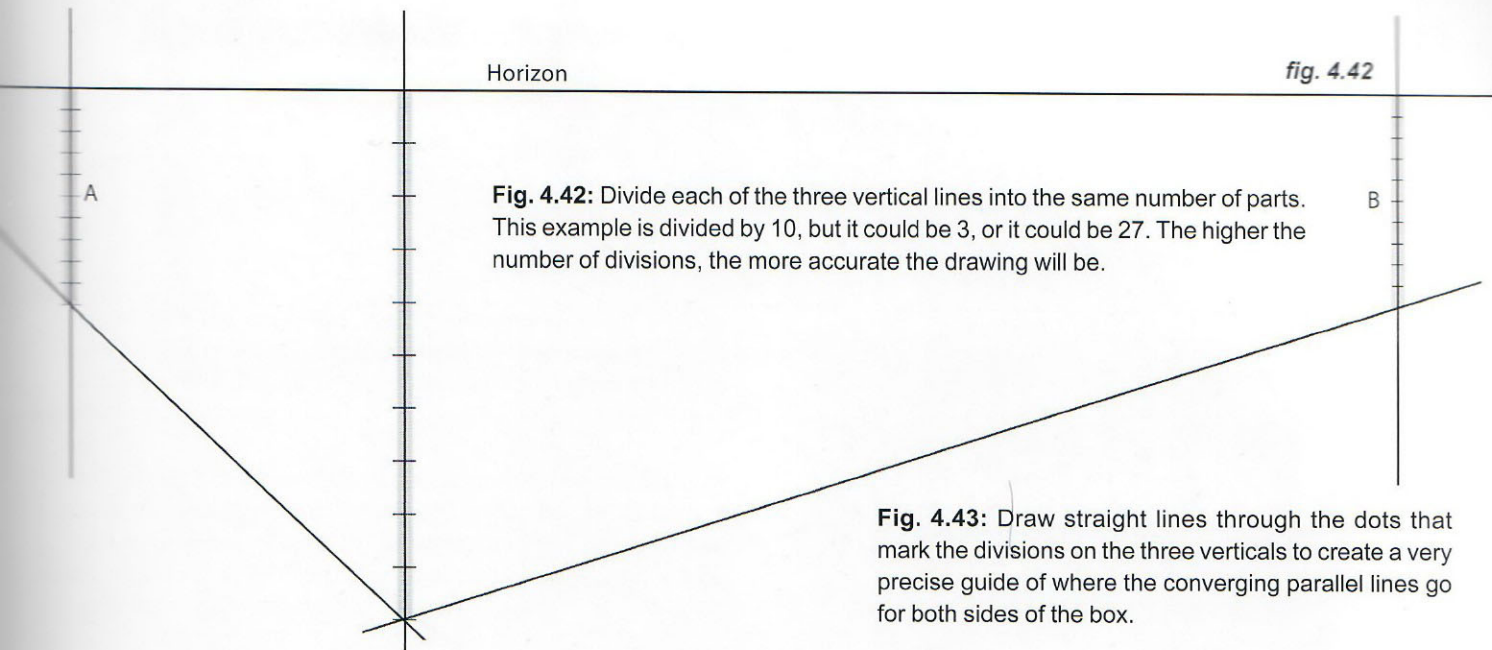 Horizon
fig. 4.42
A
Fig. 4.42: Divide each of the three vertical lines into the same number of parts.
B
This example is divided by 10, but it could be 3, or it could be 27. The higher the
number of divisions, the more accurate the drawing will be.
Fig. 4.43: Draw straight lines through the dots that
mark the divisions on the three verticals to create a very
precise guide of where the converging parallel lines go
for both sides of the box.